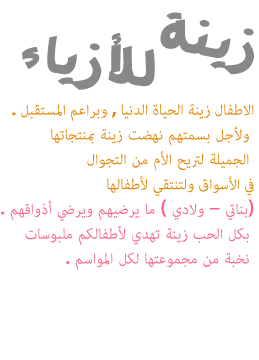 زينة للأزياء
الاطفال زينة الحياة الدنيا , وبراعم المستقبل .
ولأجل بسمتهم نهضت زينة بمنتجاتها
الجميلة لتريح الأم من التجوال
في الأسواق ولتنتقي لأطفالها
(بناتي – ولادي ) ما يرضيهم ويرضي أذواقهم .
بكل الحب زينة تهدي لأطفالكم ملبوسات
نخبة من مجموعتها لكل المواسم .